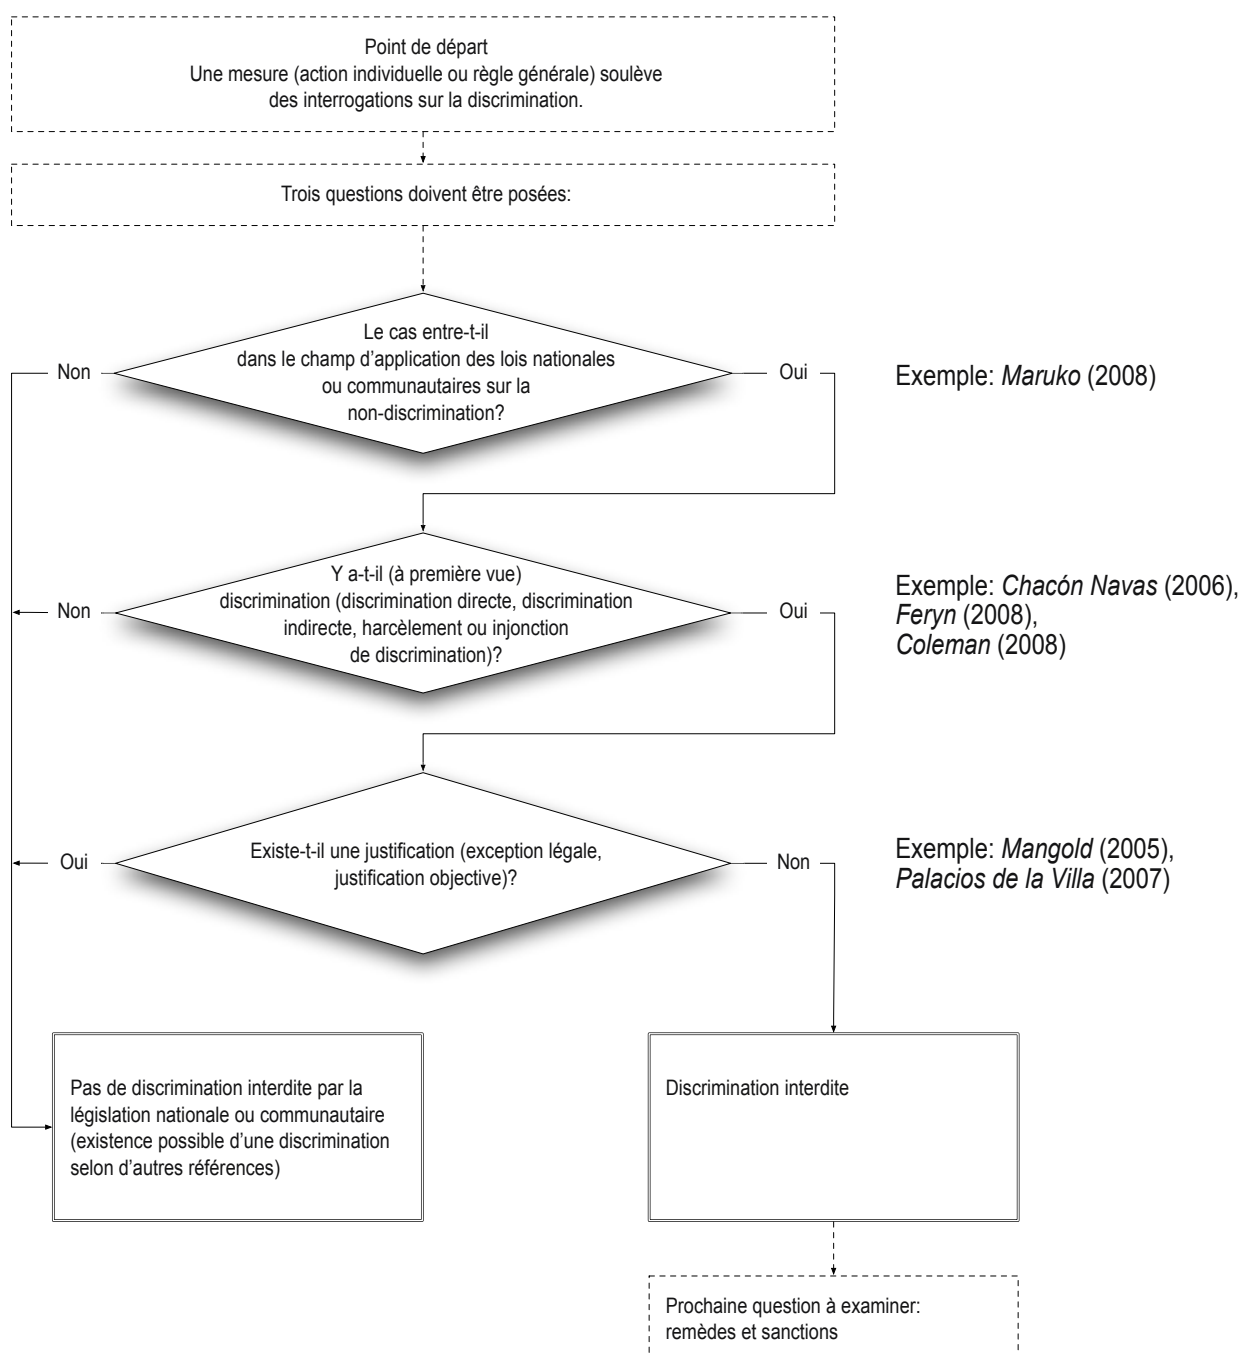 Point de départ
Une mesure (action individuelle ou règle générale) soulève
des interrogations sur la discrimination.
Trois questions doivent être posées:
Le cas entre-t-il
dans le champ d’application des lois nationales
ou communautaires sur la
non-discrimination?
Non
Oui
Exemple: Maruko (2008)
Y a-t-il (à première vue)
discrimination (discrimination directe, discrimination
indirecte, harcèlement ou injonction
de discrimination)?
Non
Oui
Exemple: Chacón Navas (2006),
Feryn (2008),
Coleman (2008)
Existe-t-il une justification (exception légale,
justification objective)?
Oui
Non
Exemple: Mangold (2005),
Palacios de la Villa (2007)
Pas de discrimination interdite par la
législation nationale ou communautaire
(existence possible d’une discrimination
selon d’autres références)
Discrimination interdite
Prochaine question à examiner:
remèdes et sanctions